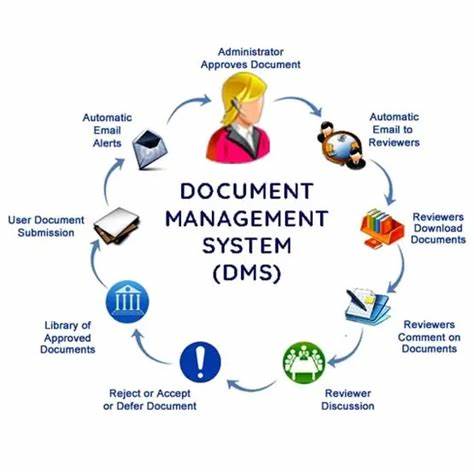 Administrator
Approves Document
Automatic
Email to
Reviewers
Reviewers
Download
Documents
Reviewers
Comment on
Documents
Reviewer
Discussion
Reject or Accept
or Defer Document
Library of
Approved
Documents
User Document
Submission
Automatic
Email
Alerts
DOCUMENT
MANAGEMENT
SYSTEM
(DMS)